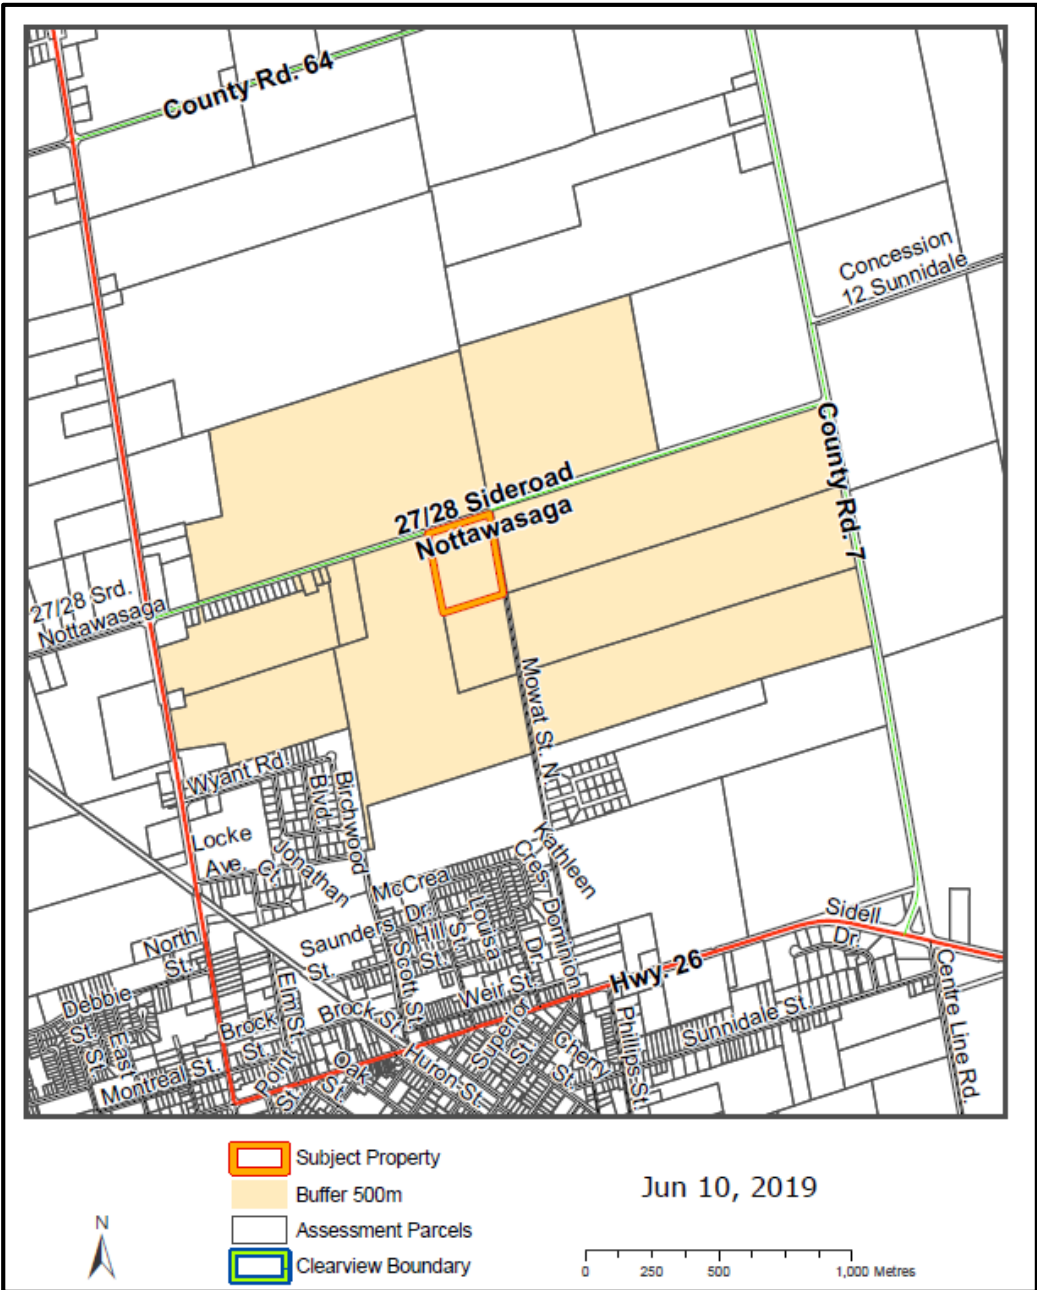 County Rd. 64
Concession
12 Sunnidale
County Rd. 7
27/28 Sideroad
Nottawasaga
27/28 Srd.
Nottawasaga
Mowat St. N
Wyant Rd.
Birchwood
Blvd.
Locke
Ave.
Jonathan
Ct.
Kathleen
Cres.
McCrea
Dr.
Dominion
Dr.
Louisa
St.
Hill
St.
Saunders
St.
Scott St.
Sidell
Dr.
North
St.
Hwy. 26
Weir St.
Elm St.
Debbie
St.
East
St.
Brock
St.
Brock St.
Centre Line Rd.
Sunnidale St.
Phillips St.
Superior
St.
Cherry
St.
Montreal St.
Point
St.
Oak
St.
Huron St.
Subject Property
Buffer 500m
Assessment Parcels
Clearview Boundary
Jun 10, 2019
N
0 250 500 1,000 Metres